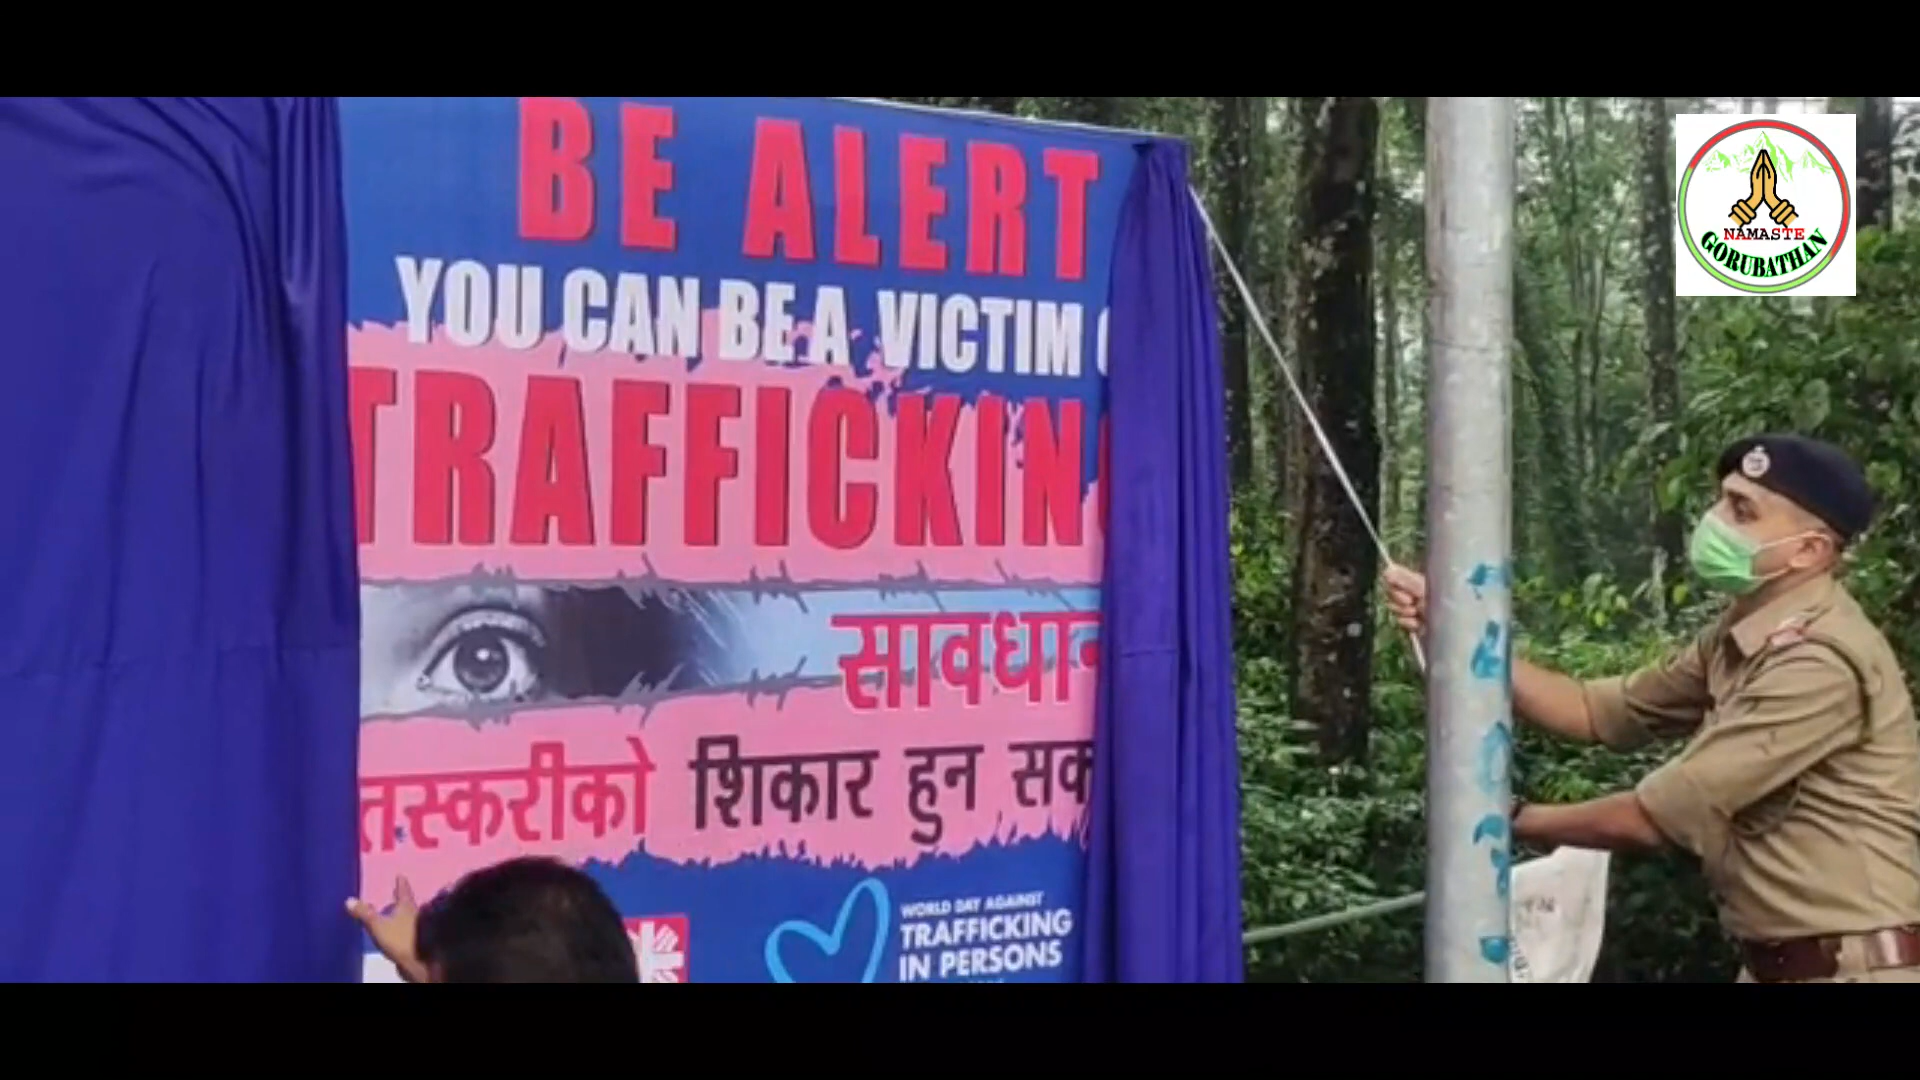 BE ALERT
YOU CAN BE A VICTIM
TRAFFICKIN
सावधान
तस्करीको शिकार हुन सक
WORLD DAY AGAINST
TRAFFICKING
IN PERSONS
NAMASTE
GORUBATHAN